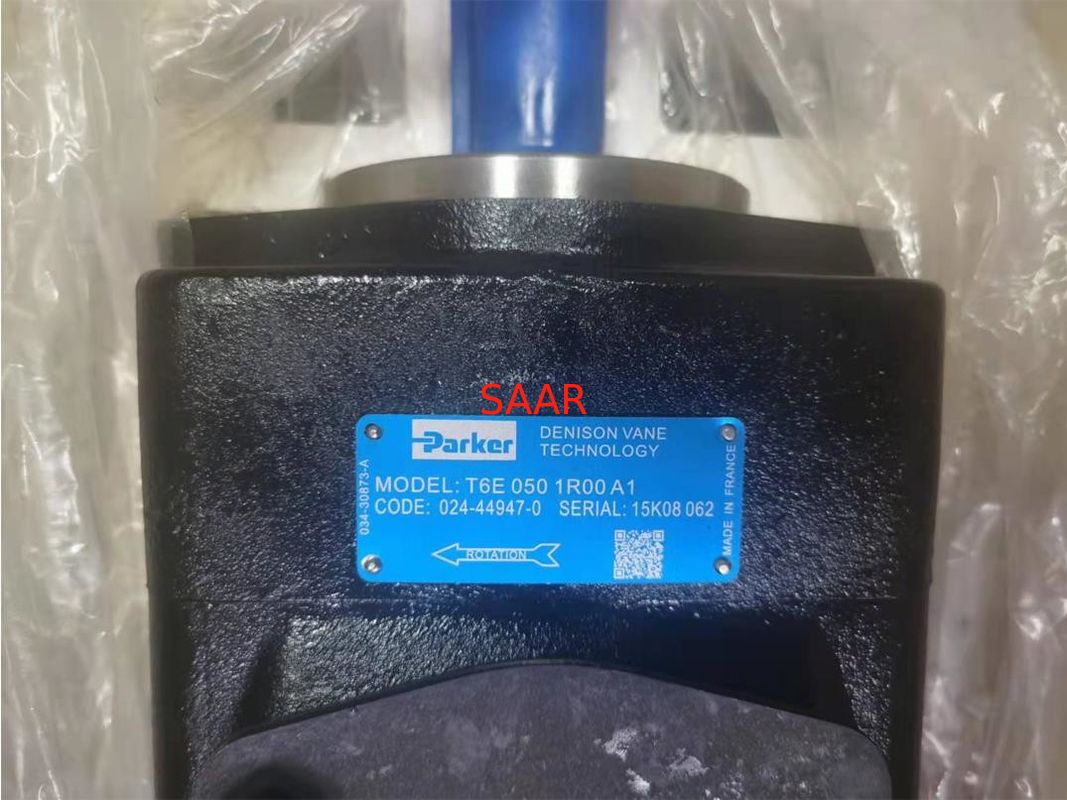 SAAR
Parker
DENISON VANE
TECHNOLOGY
034-30873-A
MODEL: T6E 050 1R00 A1
CODE: 024-44947-0 SERIAL: 15K08 062
MADE IN FRANCE
ROTATION